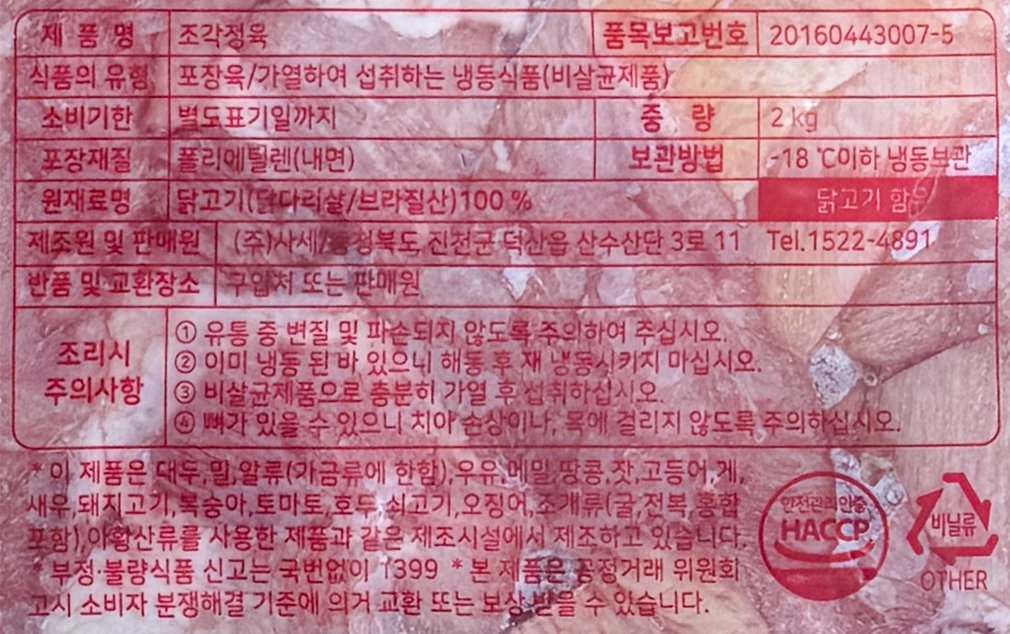 제 품 명 조각정육 품목보고번호 20160443007-5
식품의 유형 포장육/가열하여 섭취하는 냉동식품(비살균제품)
소비기한 별도표기일까지 중 량 2 kg
포장재질 폴리에틸렌(내면) 보관방법 -18 ℃이하 냉동보관
원재료명 닭고기(닭다리살/브라질산)100 % 닭고기 함유
제조원 및 판매원 (주)사세/충청북도 진천군 덕산읍 산수산단 3로 11 Tel.1522-4891
반품 및 교환장소 구입처 또는 판매원
조리시 주의사항
① 유통 중 변질 및 파손되지 않도록 주의하여 주십시오.
② 이미 냉동 된 바 있으니 해동 후 재 냉동시키지 마십시오.
③ 비살균제품으로 충분히 가열 후 섭취하십시오.
④ 뼈가 있을 수 있으니 치아 손상이나, 목에 걸리지 않도록 주의하십시오.
*이 제품은 대두,밀,알류(가금류에 한함),우유,메밀,땅콩,잣,고등어,게,
새우,돼지고기,복숭아,토마토,호두,쇠고기,오징어,조개류(굴,전복,홍합
포함),아황산류를 사용한 제품과 같은 제조시설에서 제조하고 있습니다.
부정·불량식품 신고는 국번없이 1399 *본 제품은 공정거래 위원회
고시 소비자 분쟁해결 기준에 의거 교환 또는 보상 받을 수 있습니다.
안전관리인증
HACCP
비닐류
OTHER